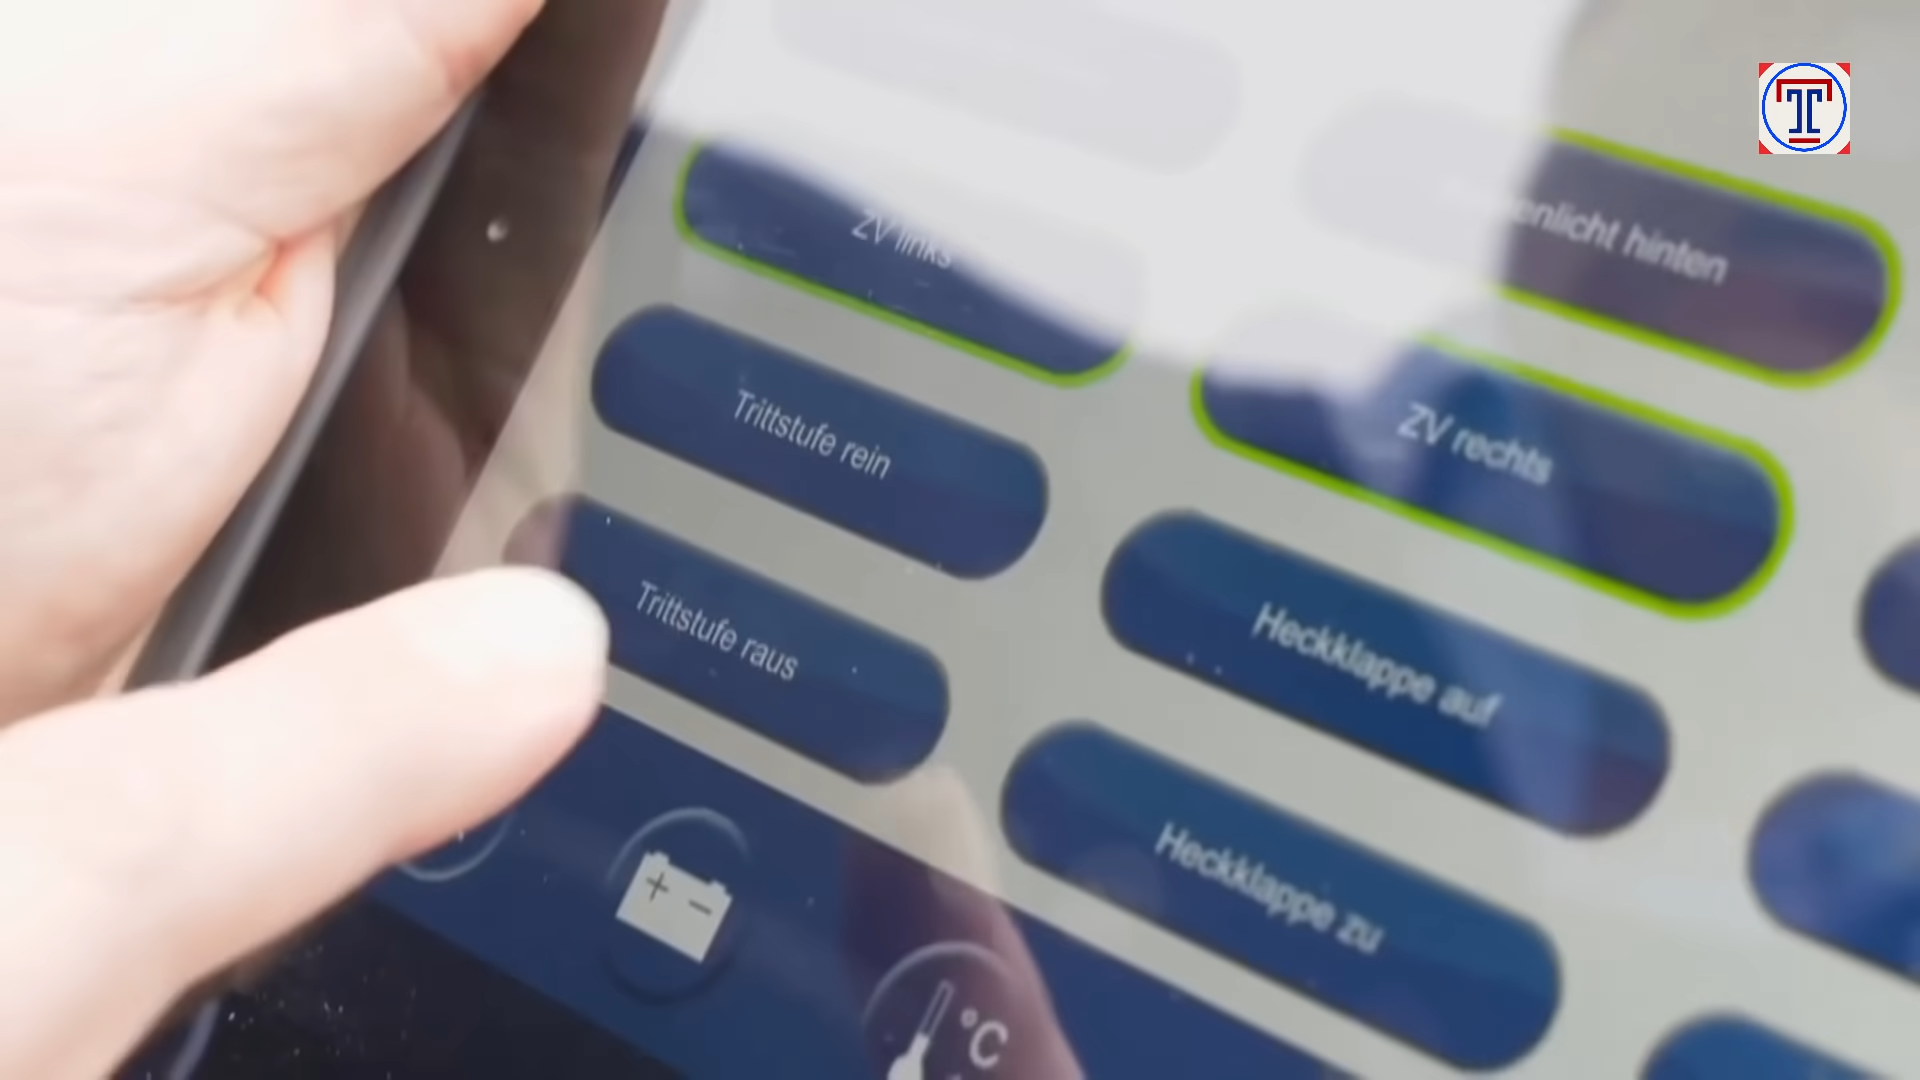 ZV links
enlicht hinten
Trittstufe rein
ZV rechts
Trittstufe raus
Heckklappe auf
Heckklappe zu
+ −
°C